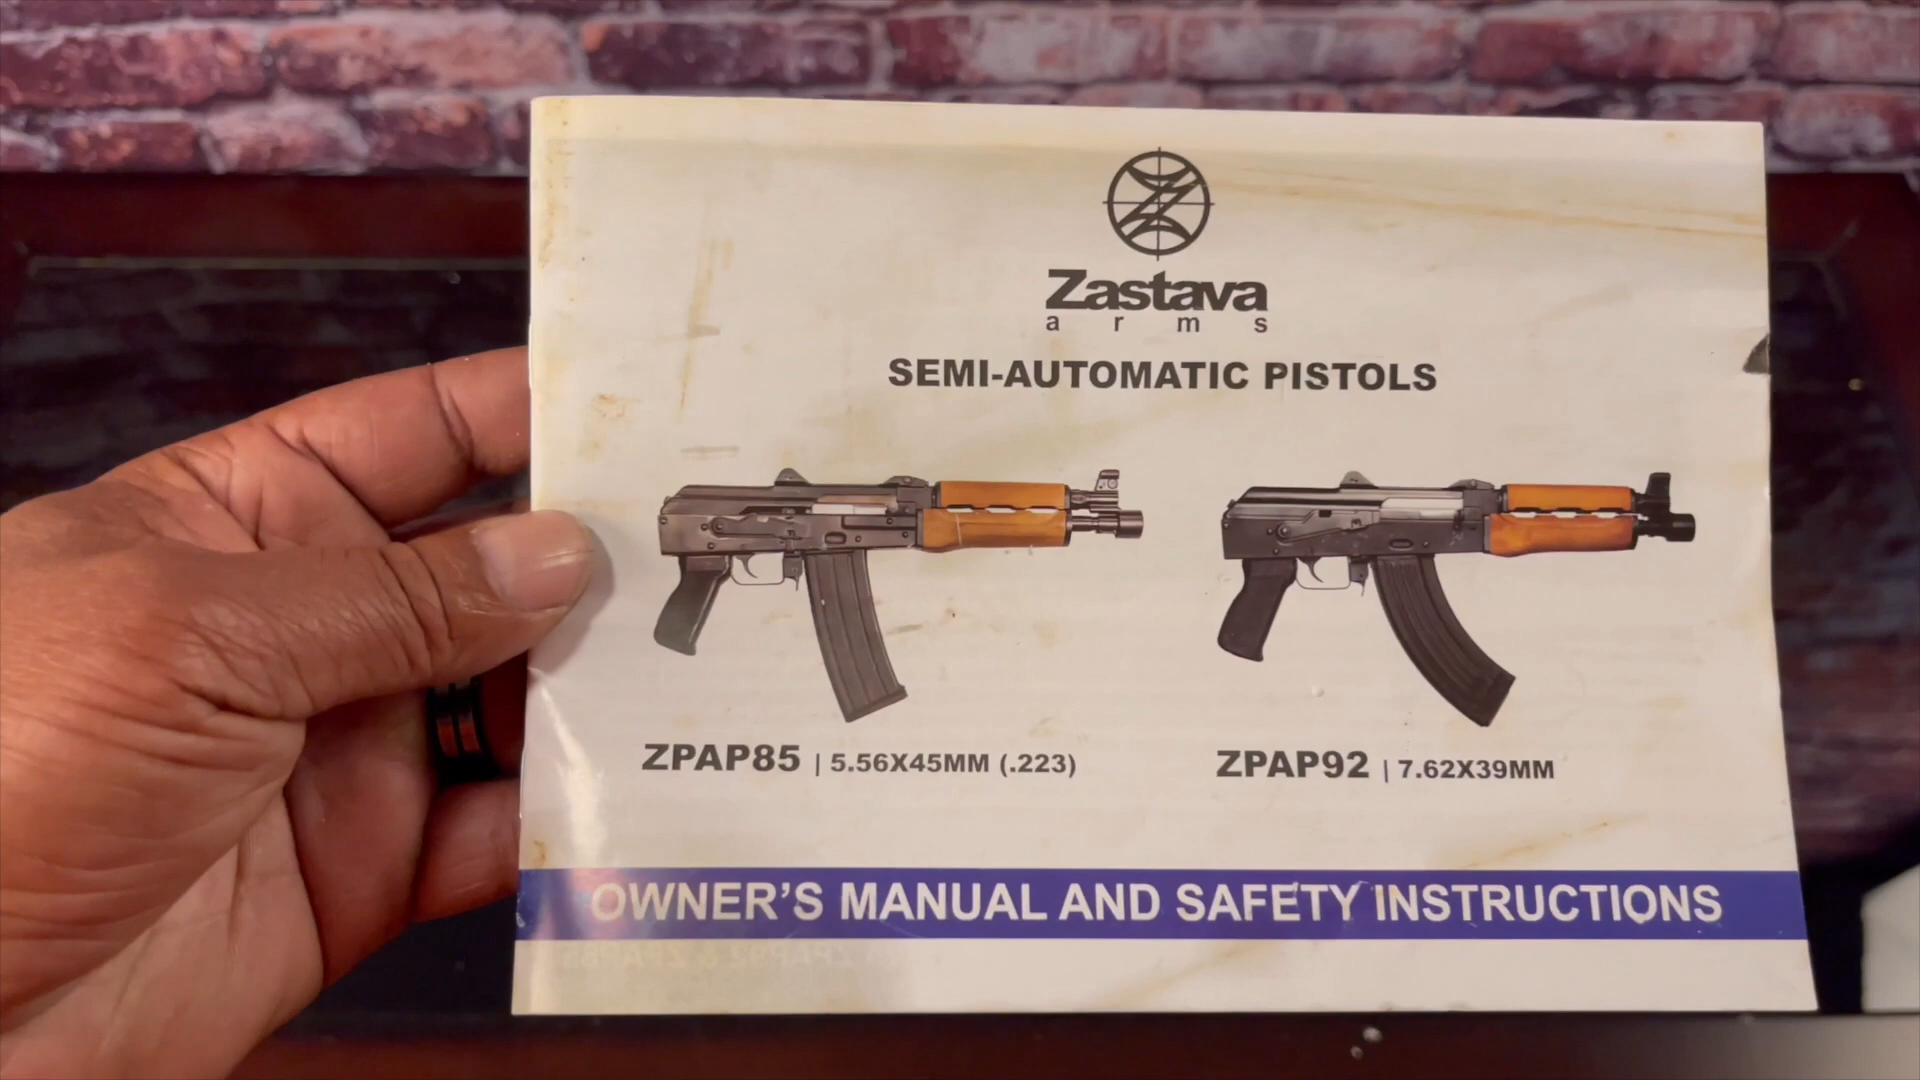 Zastava
arms
SEMI-AUTOMATIC PISTOLS
ZPAP85 | 5.56X45MM (.223)
ZPAP92 | 7.62X39MM
OWNER'S MANUAL AND SAFETY INSTRUCTIONS